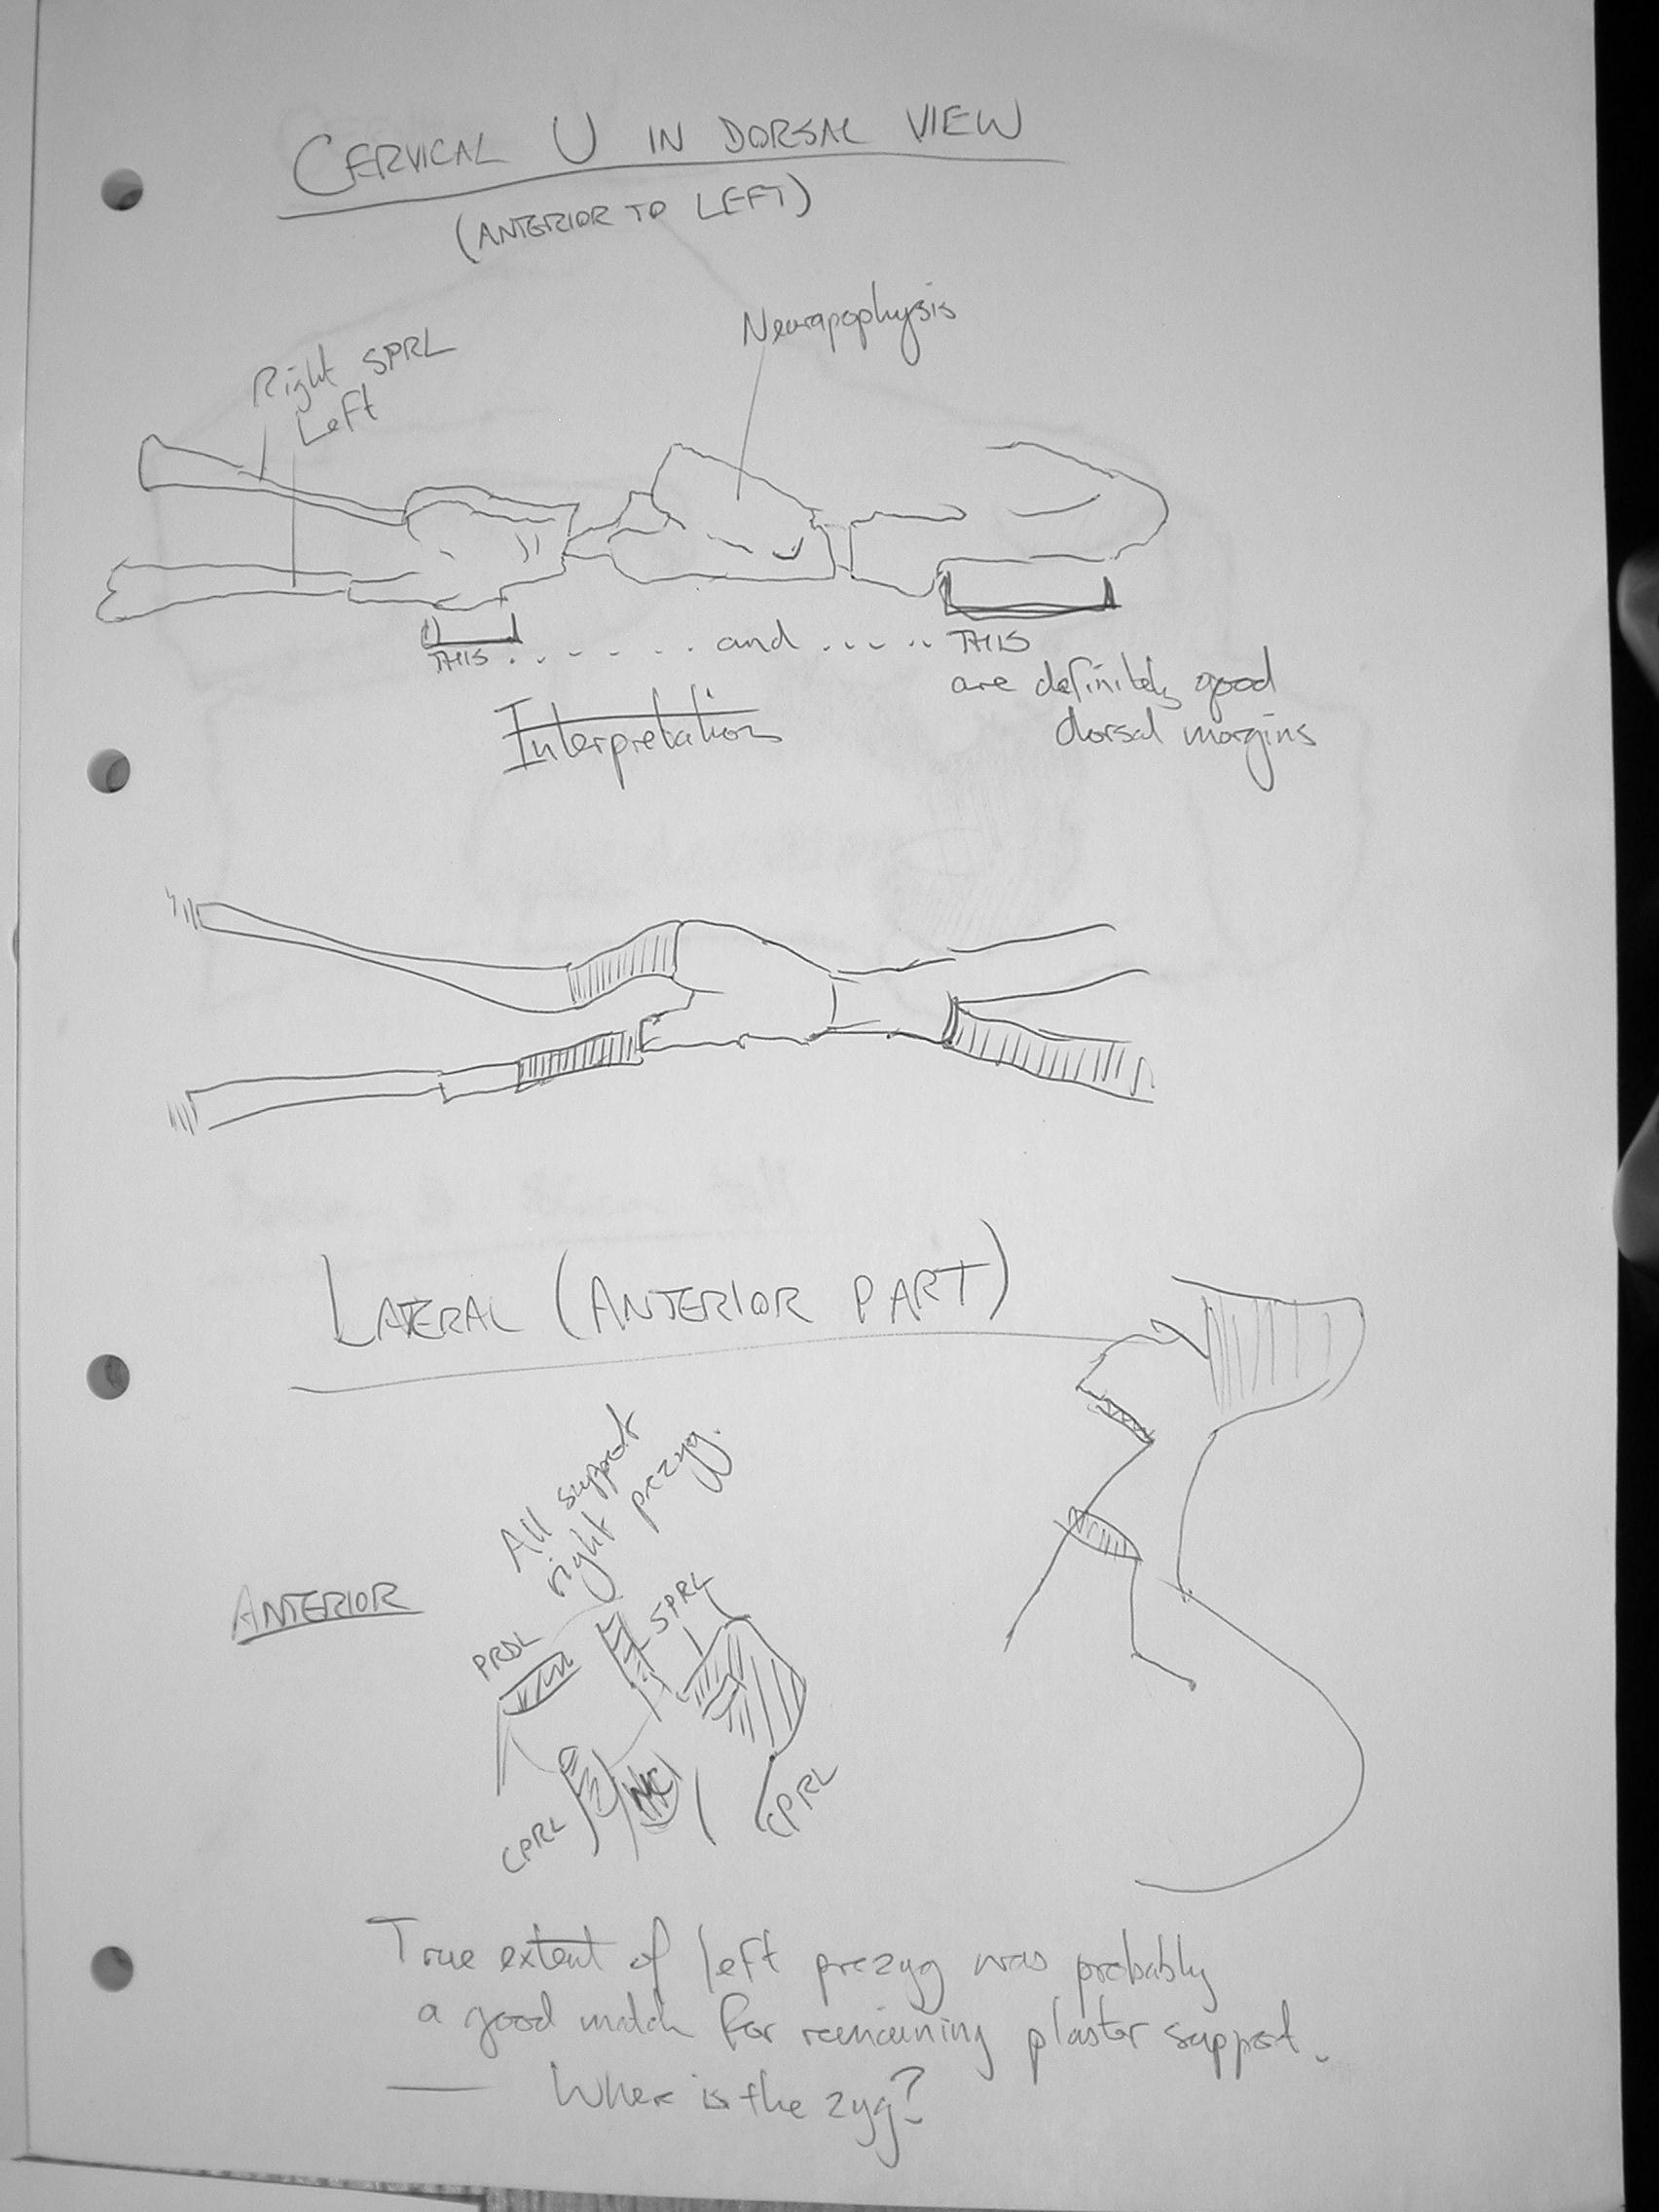 CERVICAL U IN DORSAL VIEW
(ANTERIOR TO LEFT)
Neurapophysis
Right SPRL
Left
THIS . . . . . . . and . . . . . . . THIS
are definitely good
dorsal margins
Interpretation
LATERAL (ANTERIOR PART)
All support
right prezyg.
ANTERIOR
SPRL
PRDL
CPRL
NC
CPRL
True extent of left prezyg was probably
a good match for remaining plaster support.
— Where is the zyg?